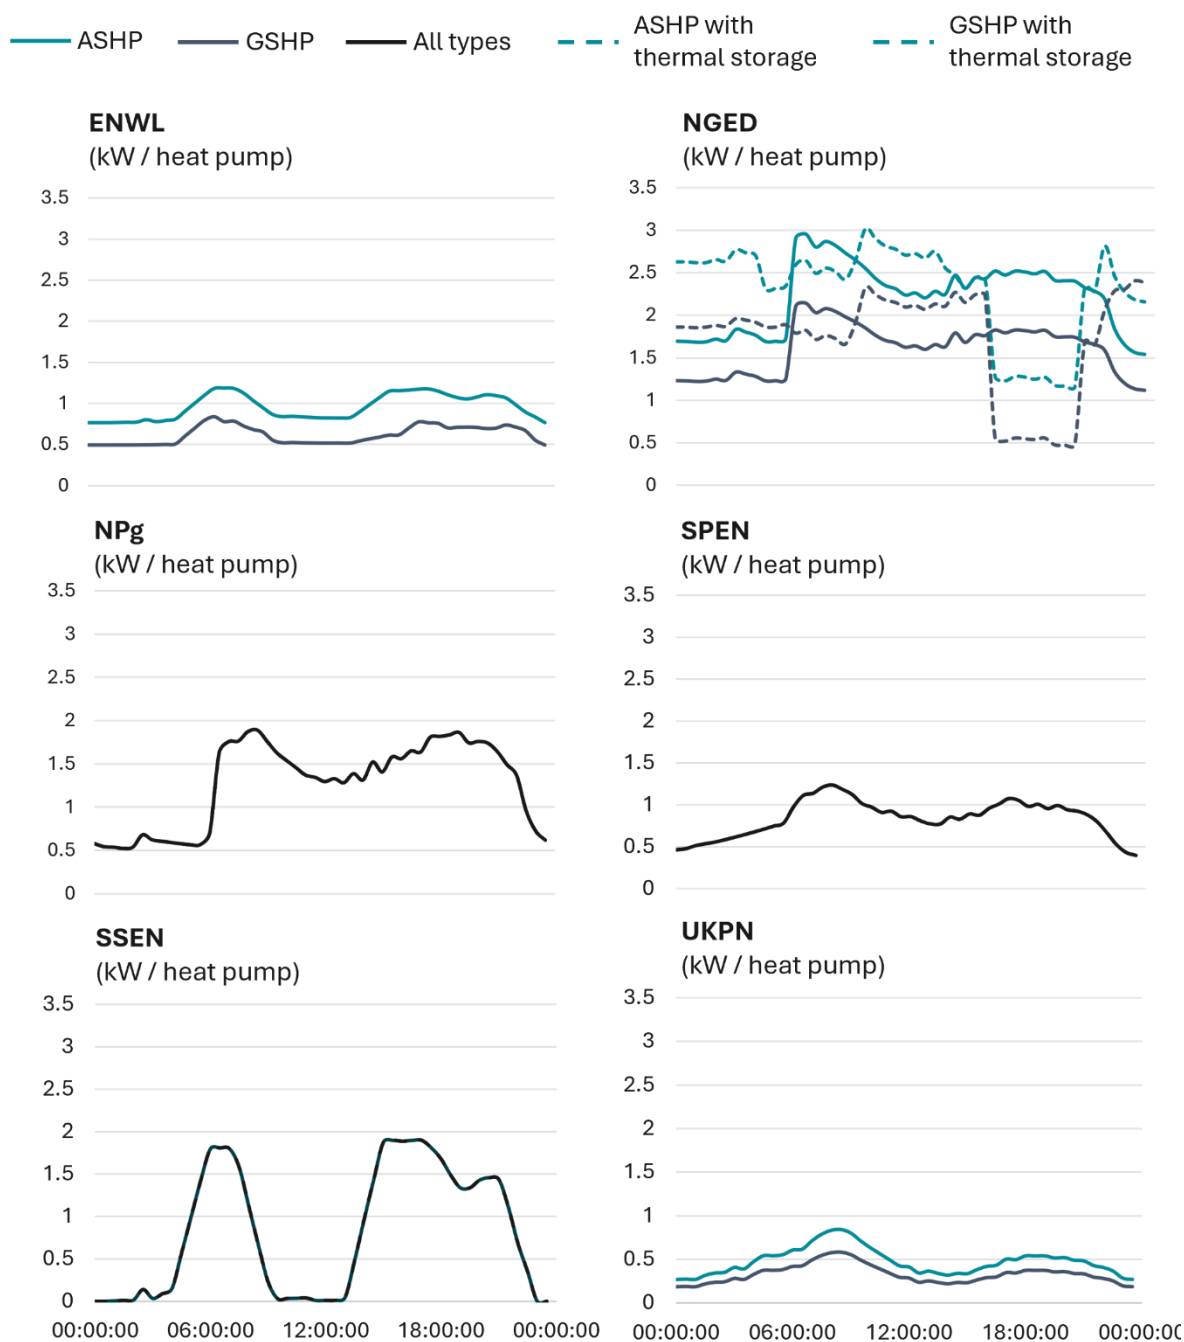 ASHP
GSHP
All types
ASHP with
thermal storage
GSHP with
thermal storage
ENWL
(kW / heat pump)
3.5
3
2.5
2
1.5
1
0.5
0
NGED
(kW / heat pump)
3.5
3
2.5
2
1.5
1
0.5
0
NPg
(kW / heat pump)
3.5
3
2.5
2
1.5
1
0.5
0
SPEN
(kW / heat pump)
3.5
3
2.5
2
1.5
1
0.5
0
SSEN
(kW / heat pump)
3.5
3
2.5
2
1.5
1
0.5
0
00:00:00 06:00:00 12:00:00 18:00:00 00:00:00
UKPN
(kW / heat pump)
3.5
3
2.5
2
1.5
1
0.5
0
00:00:00 06:00:00 12:00:00 18:00:00 00:00:00